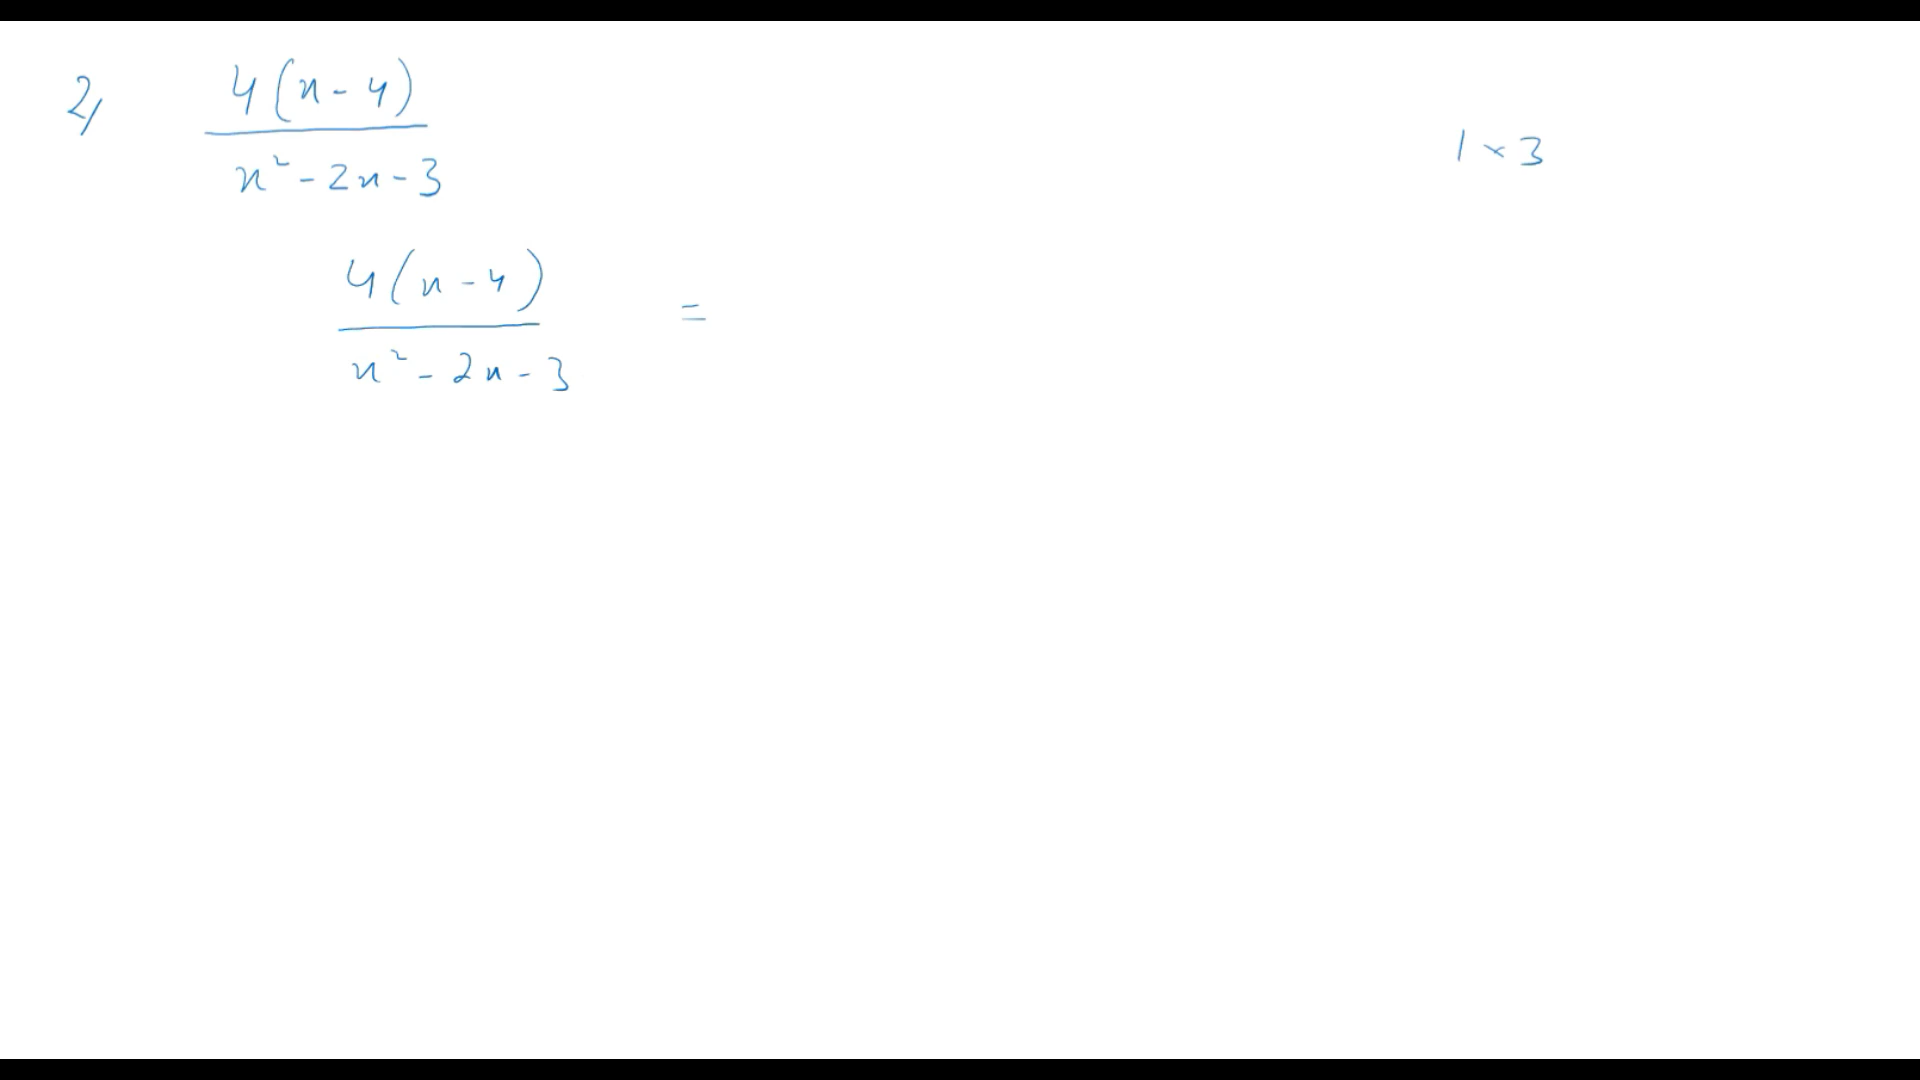 2) 4(x-4)
x² - 2x - 3
1 × 3
4(x-4) =
x² - 2x - 3